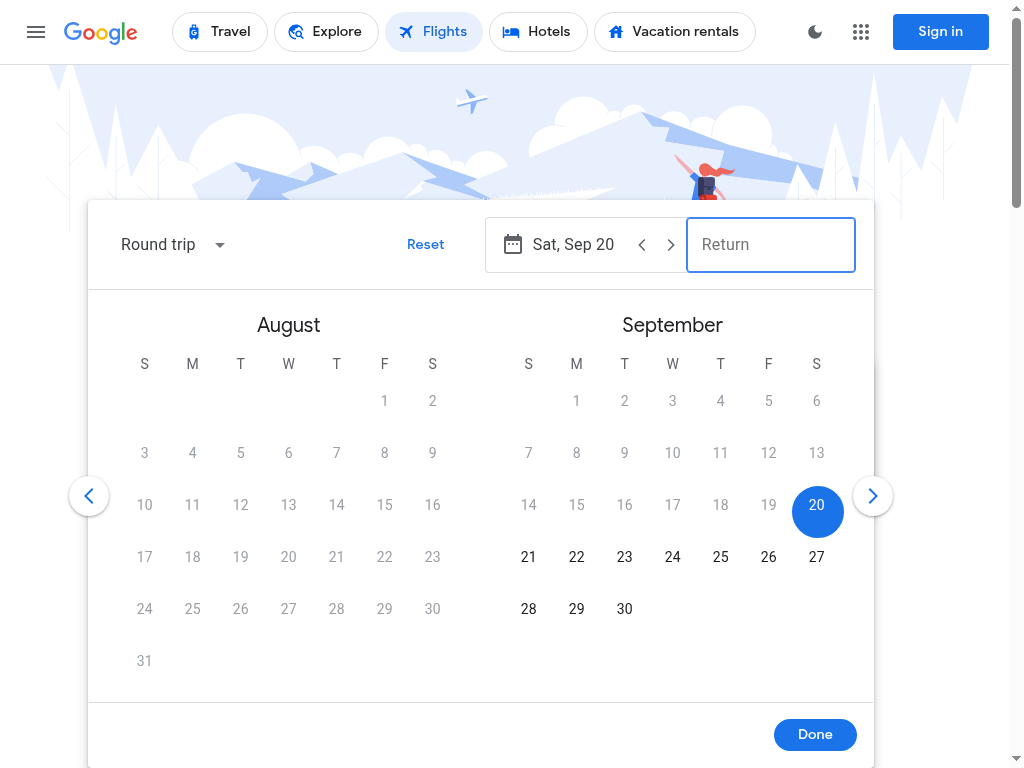 Google
Travel
Explore
Flights
Hotels
Vacation rentals
Sign in
Round trip
Reset
Sat, Sep 20
Return
August
S M T W T F S
1 2
3 4 5 6 7 8 9
10 11 12 13 14 15 16
17 18 19 20 21 22 23
24 25 26 27 28 29 30
31
September
S M T W T F S
1 2 3 4 5 6
7 8 9 10 11 12 13
14 15 16 17 18 19 20
21 22 23 24 25 26 27
28 29 30
Done